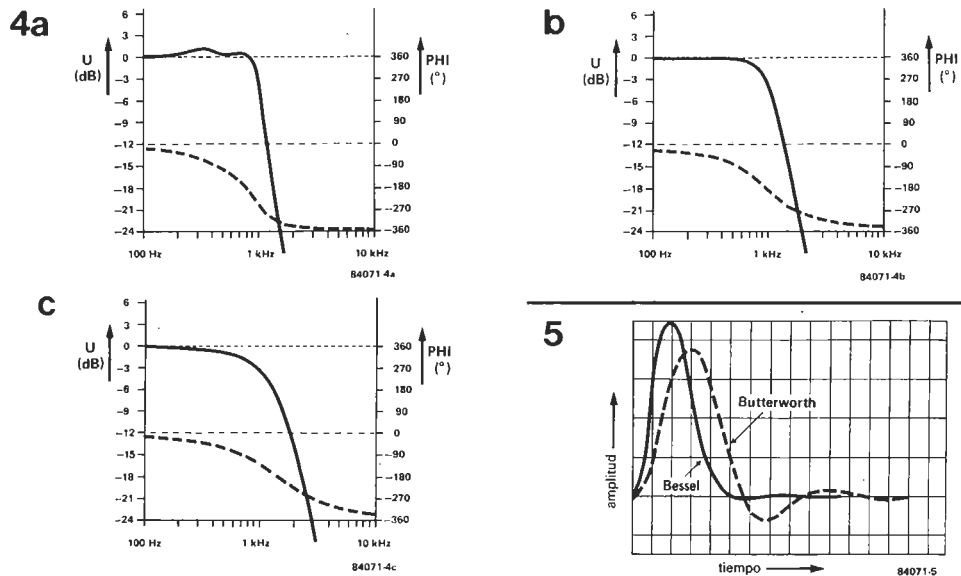 4a
U
(dB)
6
3
0
-3
-6
-9
-12
-15
-18
-21
-24
360
270
180
90
0
-90
-180
-270
-360
PHI
(°)
100 Hz 1 kHz 10 kHz
84071-4a
b
U
(dB)
6
3
0
-3
-6
-9
-12
-15
-18
-21
-24
360
270
180
90
0
-90
-180
-270
-360
PHI
(°)
100 Hz 1 kHz 10 kHz
84071-4b
c
U
(dB)
6
3
0
-3
-6
-9
-12
-15
-18
-21
-24
360
270
180
90
0
-90
-180
-270
-360
PHI
(°)
100 Hz 1 kHz 10 kHz
84071-4c
5
amplitud
Butterworth
Bessel
tiempo
84071-5